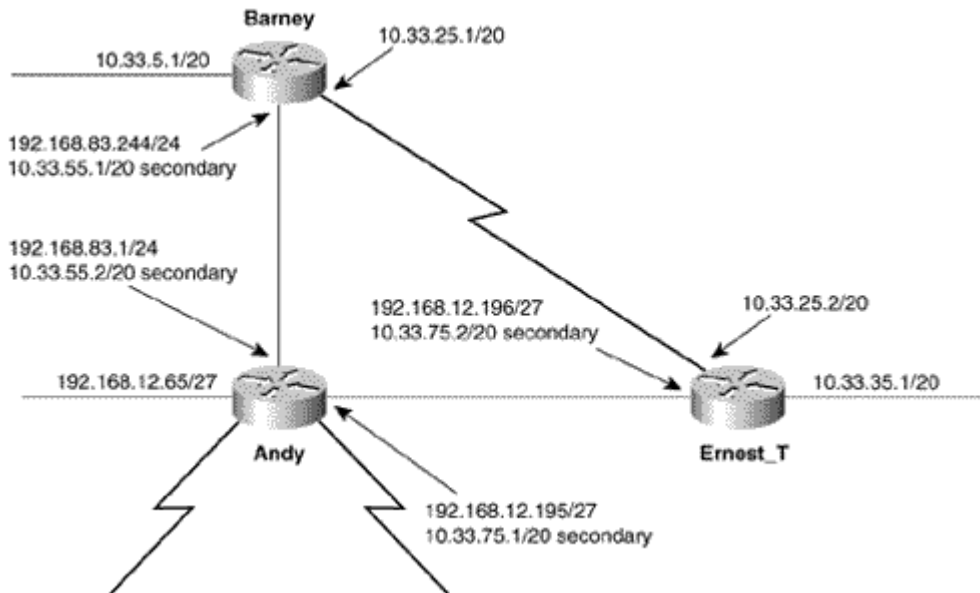 Barney
10.33.25.1/20
10.33.5.1/20
192.168.83.244/24
10.33.55.1/20 secondary
192.168.83.1/24
10.33.55.2/20 secondary
192.168.12.196/27
10.33.75.2/20 secondary
10.33.25.2/20
192.168.12.65/27
10.33.35.1/20
Andy
Ernest_T
192.168.12.195/27
10.33.75.1/20 secondary